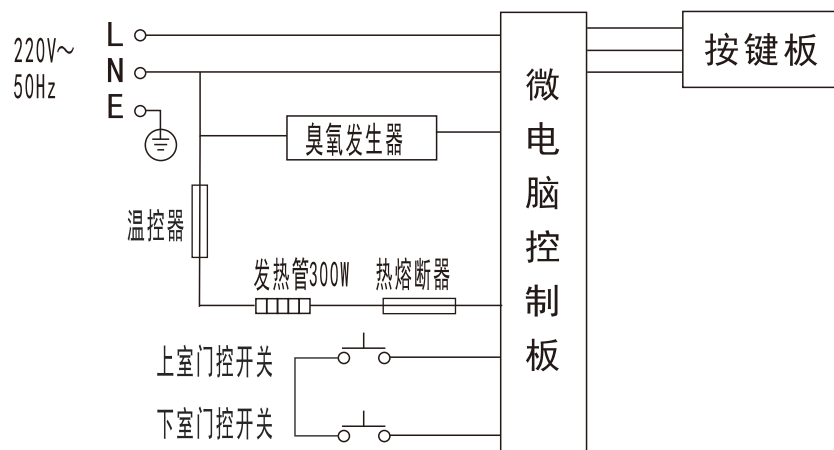 220V～
50Hz
L
N
E
臭氧发生器
温控器
发热管300W
热熔断器
上室门控开关
下室门控开关
微电脑控制板
按键板